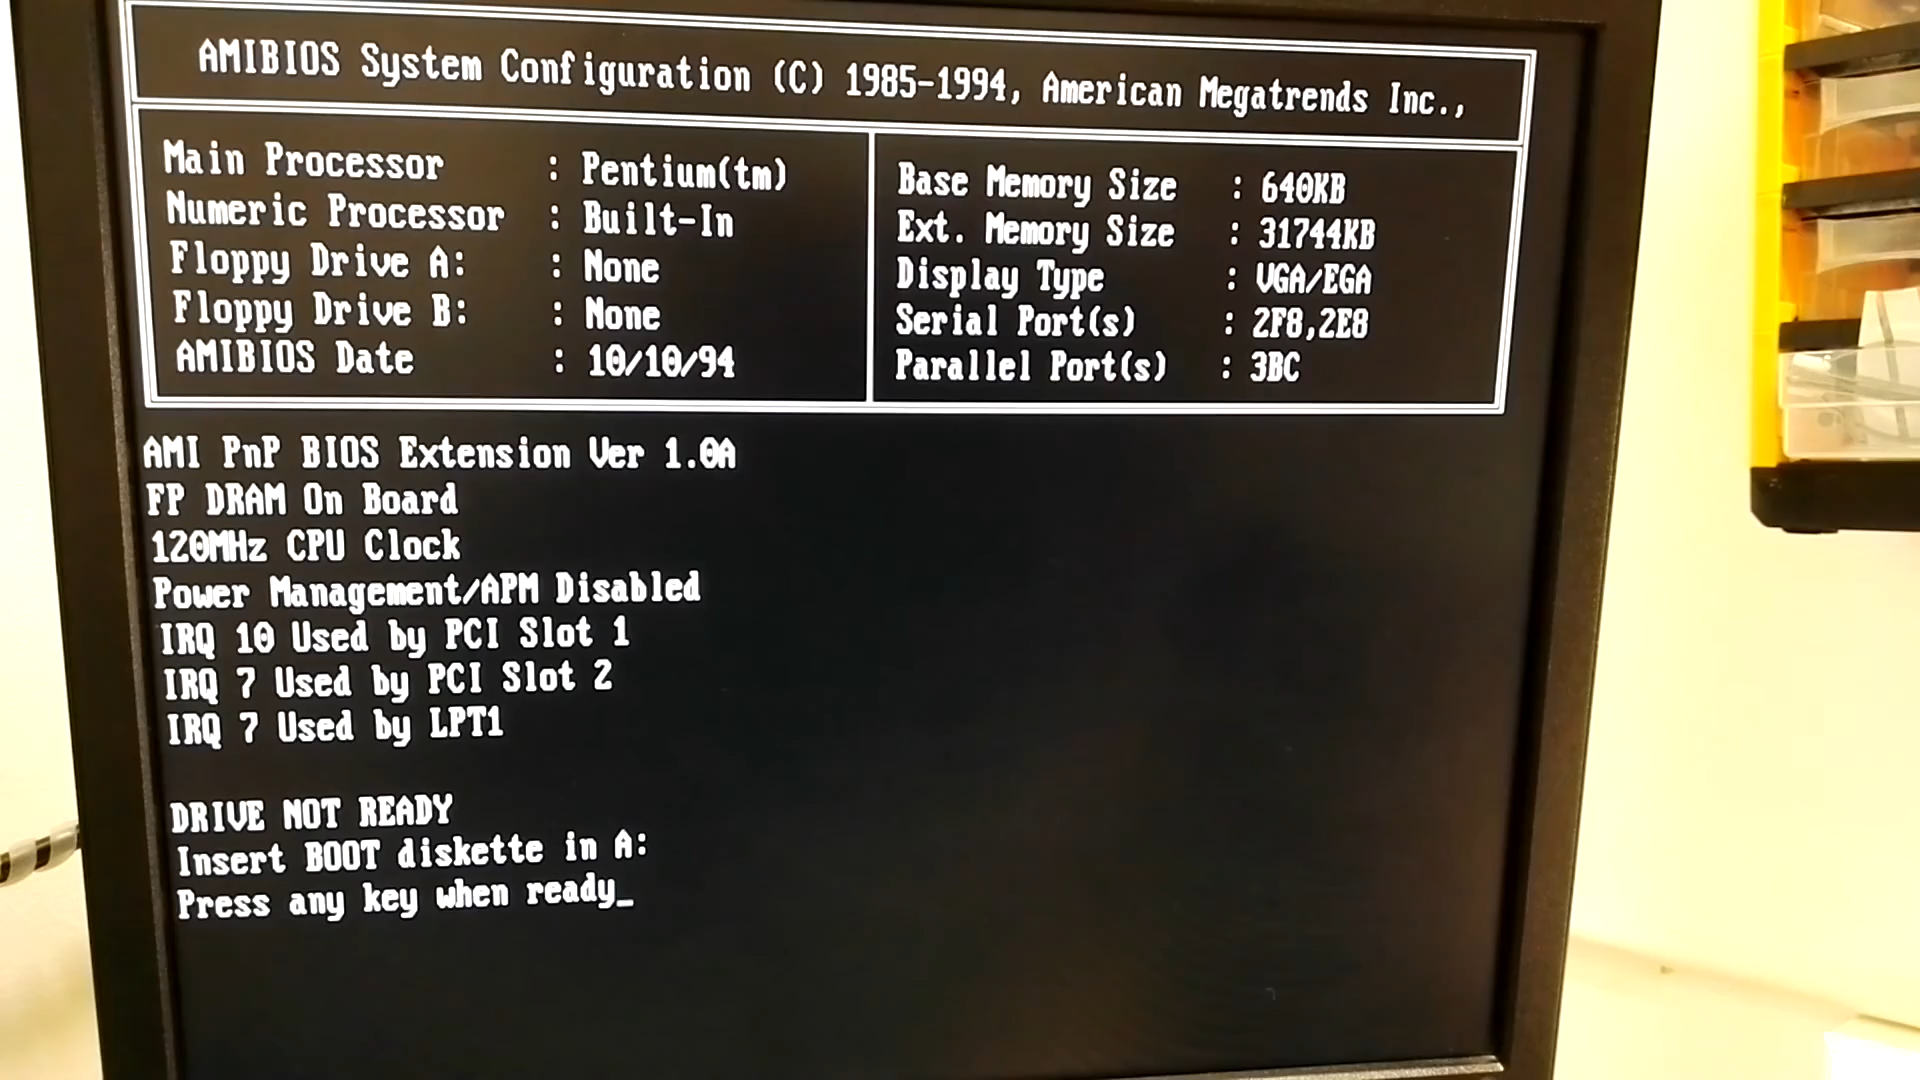 AMIBIOS System Configuration (C) 1985-1994, American Megatrends Inc.,
Main Processor : Pentium(tm)
Numeric Processor : Built-In
Floppy Drive A: : None
Floppy Drive B: : None
AMIBIOS Date : 10/10/94
Base Memory Size : 640KB
Ext. Memory Size : 31744KB
Display Type : VGA/EGA
Serial Port(s) : 2F8,2E8
Parallel Port(s) : 3BC
AMI PnP BIOS Extension Ver 1.0A
FP DRAM On Board
120MHz CPU Clock
Power Management/APM Disabled
IRQ 10 Used by PCI Slot 1
IRQ 7 Used by PCI Slot 2
IRQ 7 Used by LPT1
DRIVE NOT READY
Insert BOOT diskette in A:
Press any key when ready_